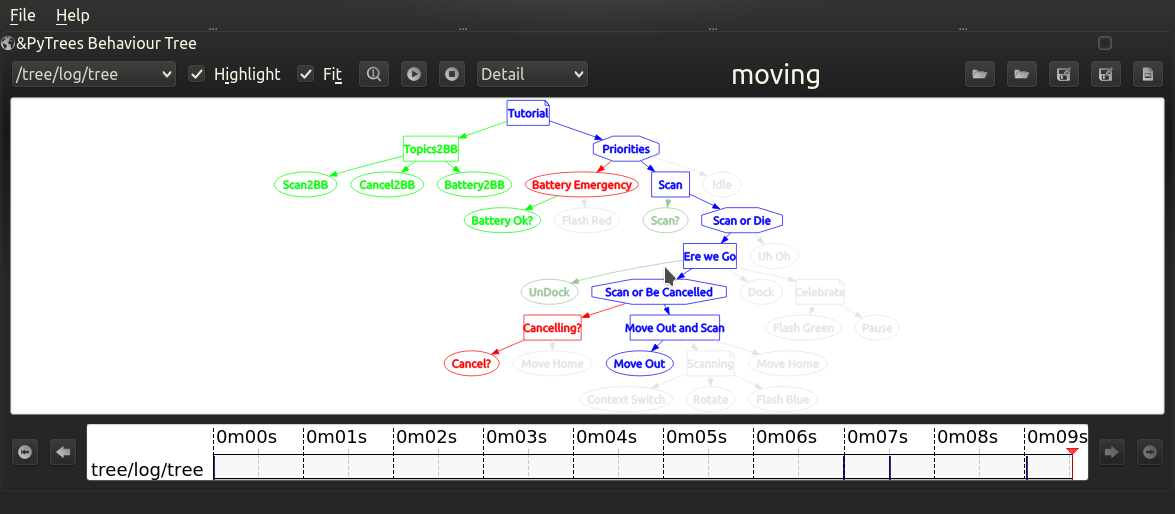 File Help
&PyTrees Behaviour Tree
/tree/log/tree Highlight Fit Detail moving
Tutorial
Topics2BB Priorities
Scan2BB Cancel2BB Battery2BB Battery Emergency Scan Idle
Battery Ok? Flash Red Scan? Scan or Die
Ere we Go Uh Oh
UnDock Scan or Be Cancelled Dock Celebrate
Cancelling? Move Out and Scan Flash Green Pause
Cancel? Move Home Move Out Scanning Move Home
Context Switch Rotate Flash Blue
0m00s 0m01s 0m02s 0m03s 0m04s 0m05s 0m06s 0m07s 0m08s 0m09s
tree/log/tree